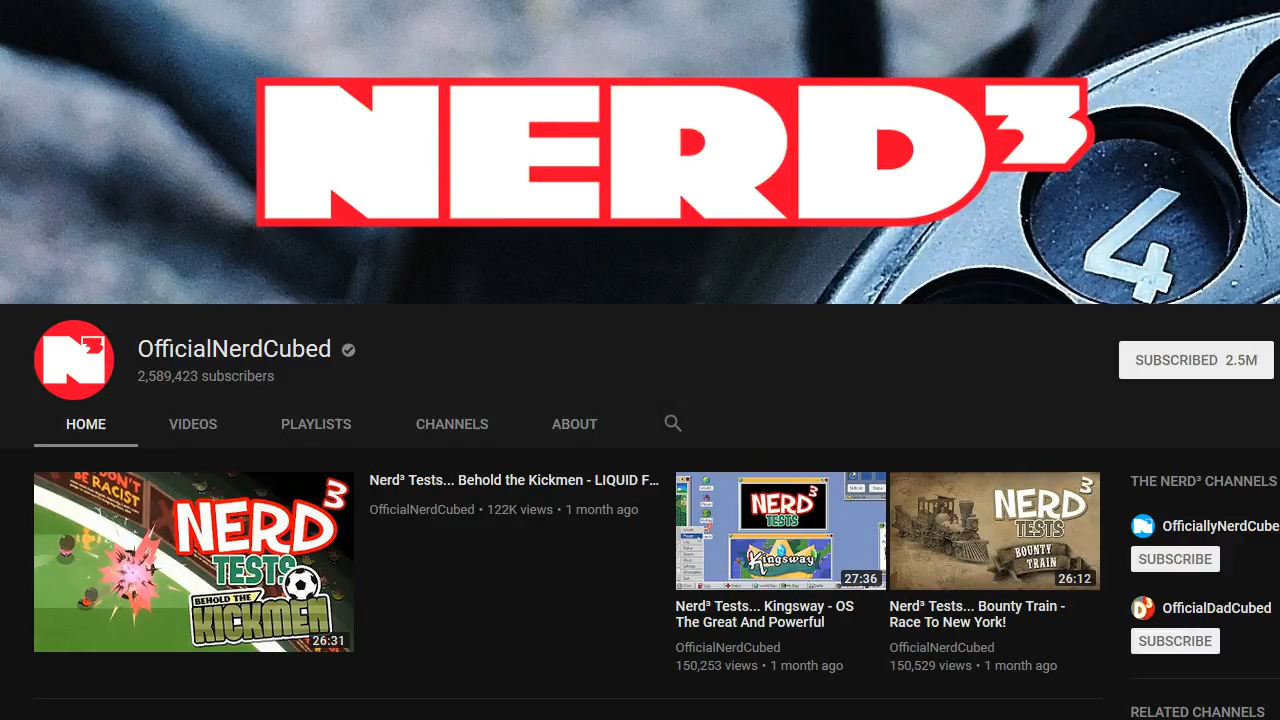 NERD³
4
OfficialNerdCubed
2,589,423 subscribers
SUBSCRIBED 2.5M
HOME VIDEOS PLAYLISTS CHANNELS ABOUT
DON'T
BE RACIST
NERD³
TESTS
BEHOLD THE
KICKMEN
26:31
Nerd³ Tests... Behold the Kickmen - LIQUID F...
OfficialNerdCubed • 122K views • 1 month ago
NERD³
TESTS
Kingsway
27:36
Nerd³ Tests... Kingsway - OS
The Great And Powerful
OfficialNerdCubed
150,253 views • 1 month ago
NERD³
TESTS
BOUNTY
TRAIN
26:12
Nerd³ Tests... Bounty Train -
Race To New York!
OfficialNerdCubed
150,529 views • 1 month ago
THE NERD³ CHANNELS
N³
OfficiallyNerdCube
SUBSCRIBE
D³
OfficialDadCubed
SUBSCRIBE
RELATED CHANNELS